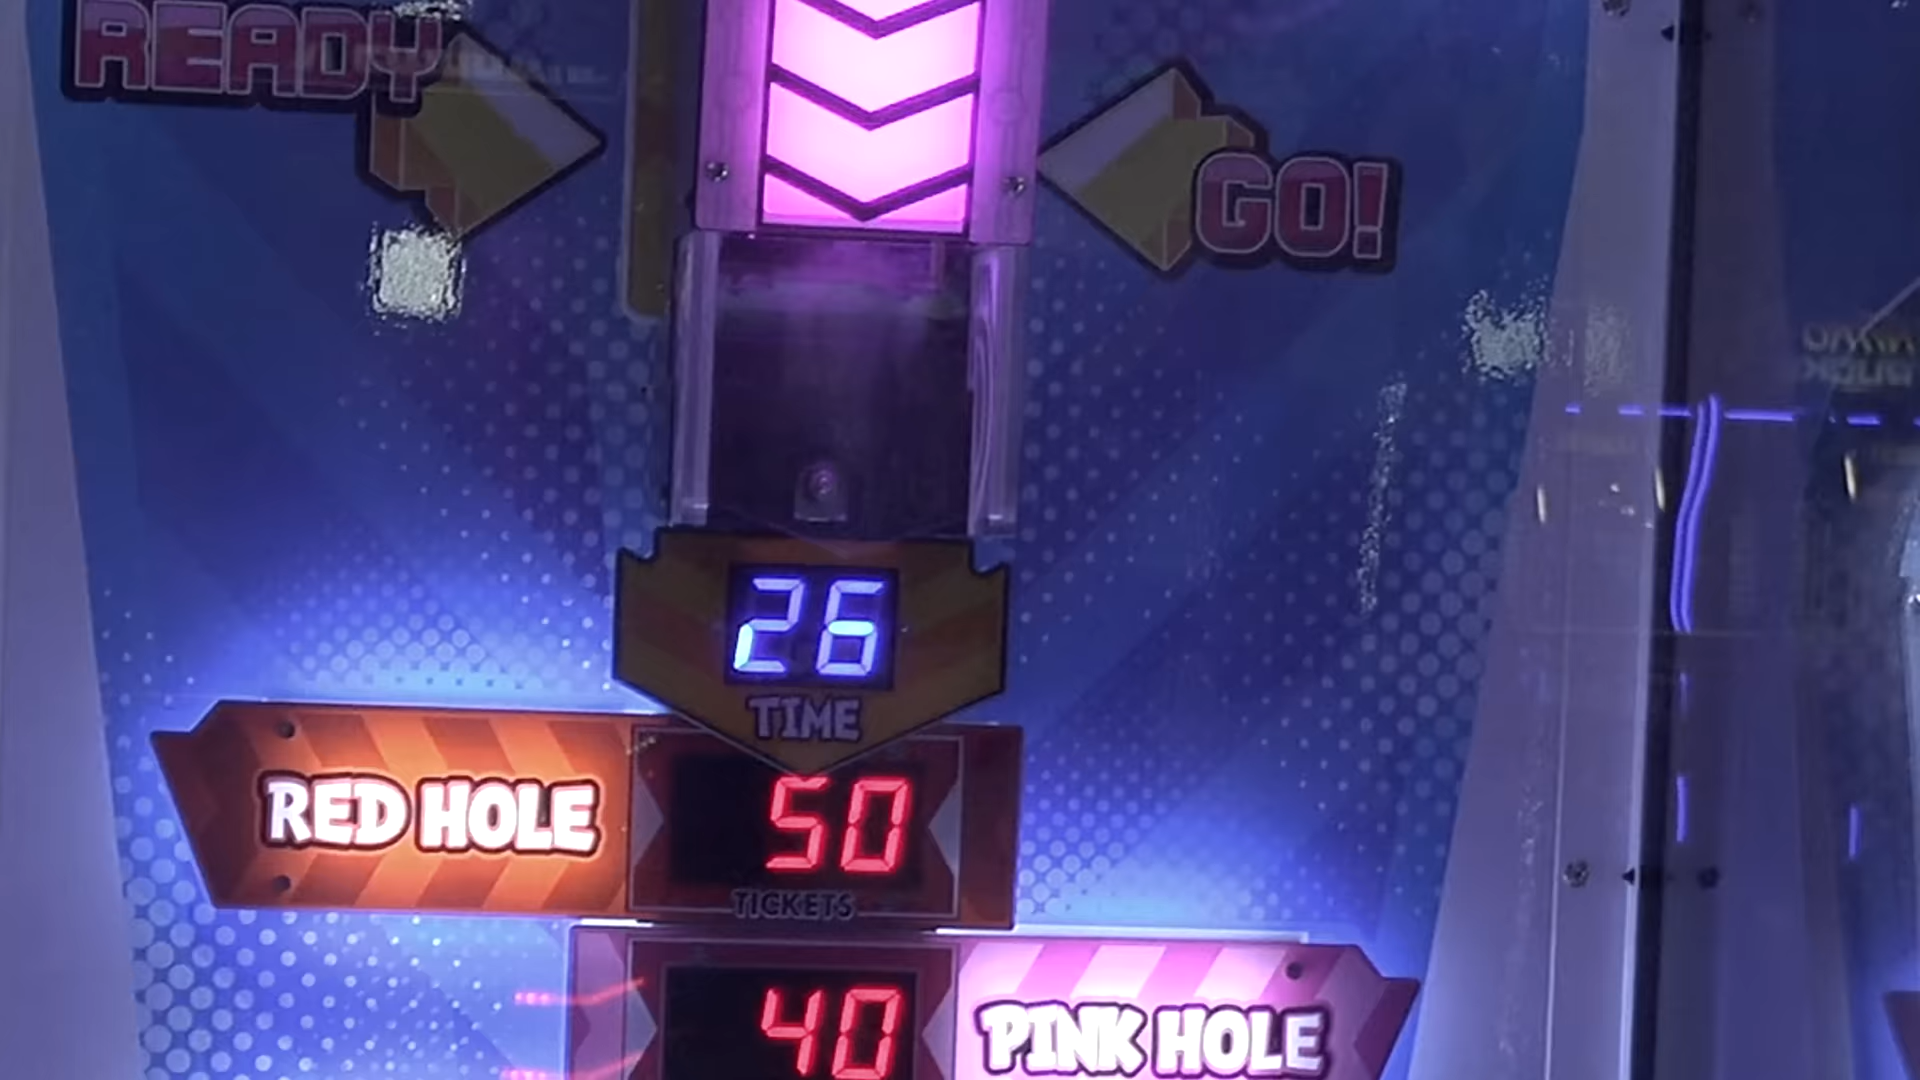 READY
GO!
26
TIME
RED HOLE
50
TICKETS
40
PINK HOLE